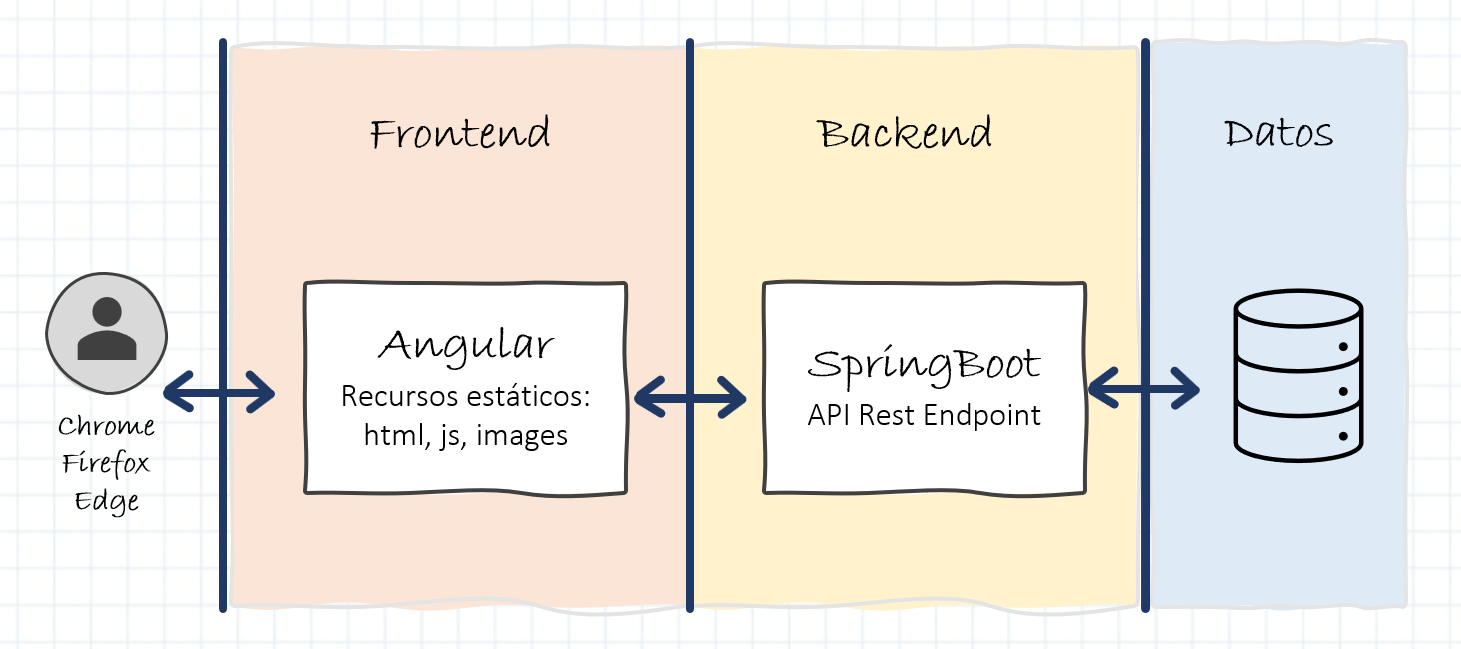 Frontend
Backend
Datos
Chrome
Firefox
Edge
Angular
Recursos estáticos:
html, js, images
SpringBoot
API Rest Endpoint